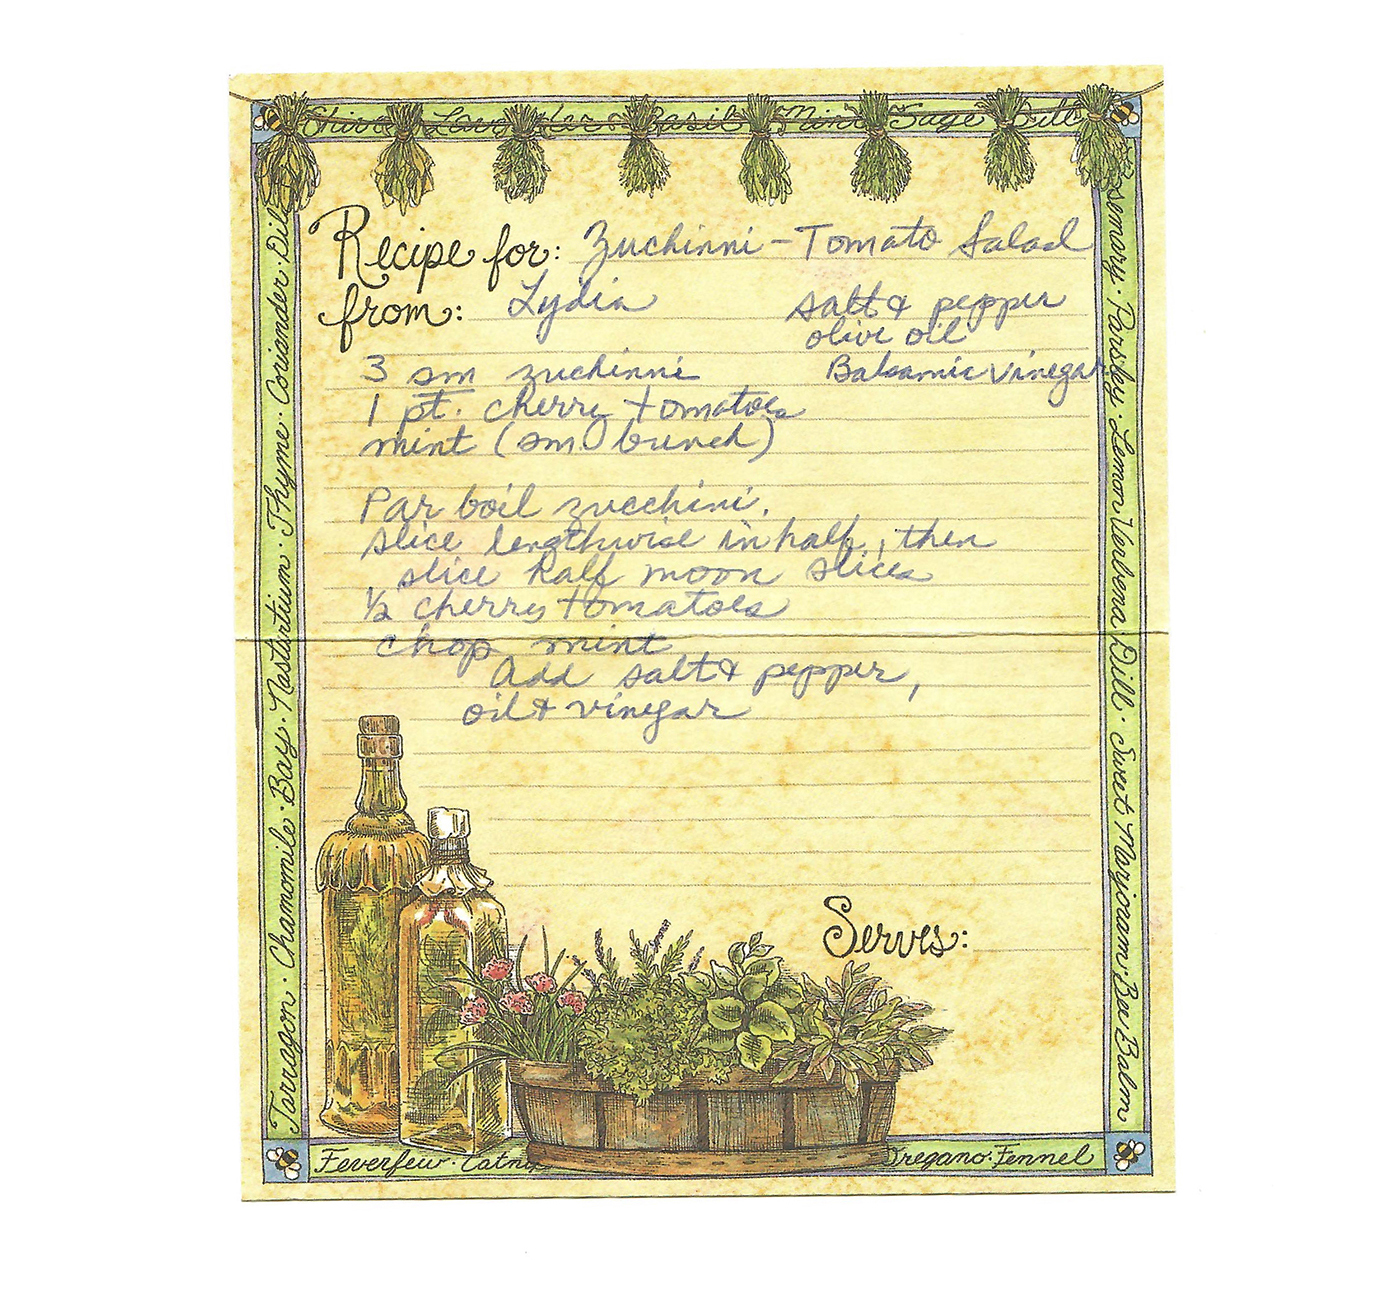 Basil · Mint · Sage · Dill
Recipe for: Zuchinni - Tomato Salad
from: Lydia
salt & pepper
olive oil
Balsamic vinegar
3 sm zuchinni
1 pt. cherry tomatoes
mint (sm bunch)
Par boil zucchini.
slice lengthwise in half, then
slice half moon slices
½ cherry tomatoes
chop mint
Add salt & pepper,
oil & vinegar
Serves:
Tarragon · Chamomile · Bay · Nasturtium · Thyme · Coriander · Dill
Rosemary · Parsley · Lemon Verbena Dill · Sweet Marjoram · Bee Balm
Feverfew · Catnip
Oregano · Fennel